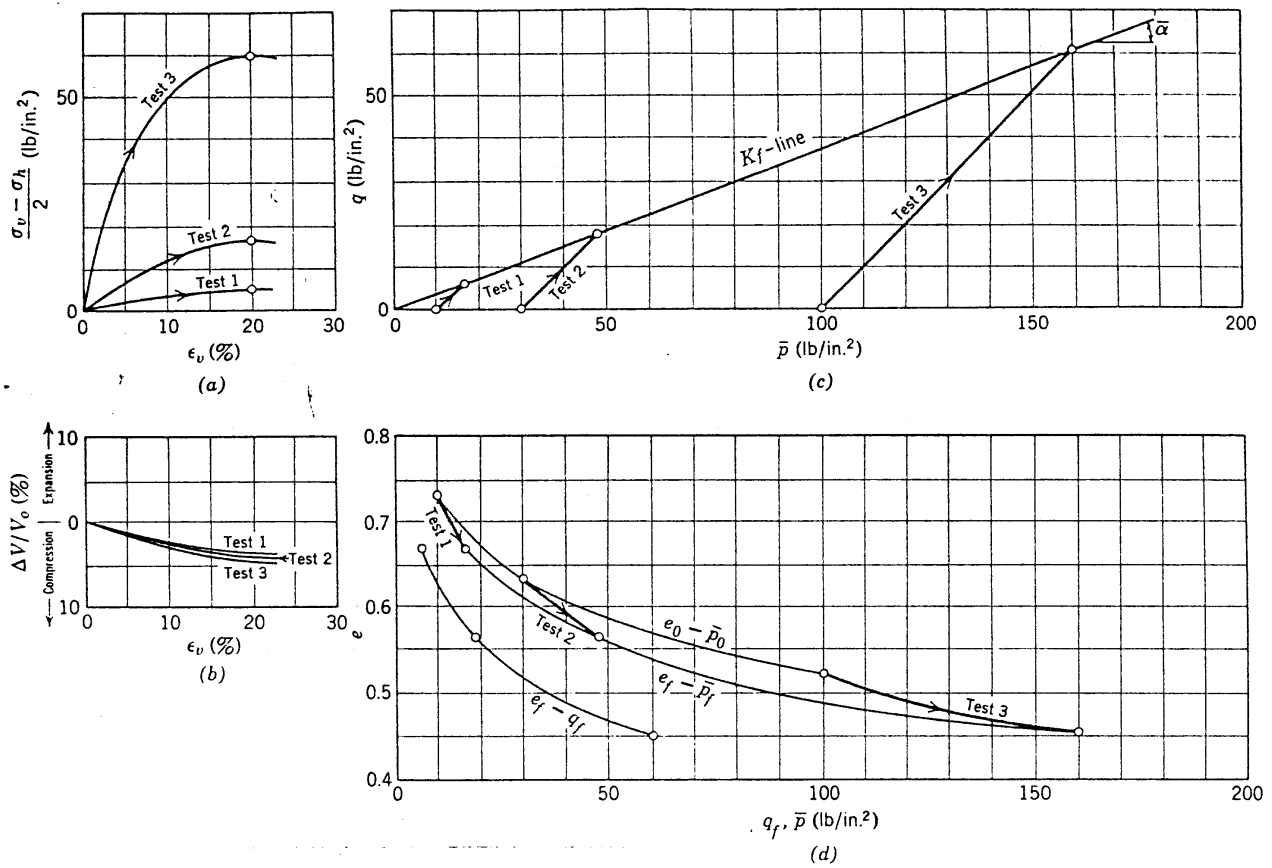 50
0
σv − σh / 2 (lb/in.²)
Test 3
Test 2
Test 1
0
10
20
30
ϵv (%)
(a)
50
0
q (lb/in.²)
Kf-line
ᾱ
Test 1
Test 2
Test 3
0
50
100
150
200
p̄ (lb/in.²)
(c)
10
0
10
ΔV/Vo (%)
Compression
Expansion
Test 1
Test 2
Test 3
0
10
20
30
ϵv (%)
(b)
0.8
0.7
0.6
0.5
0.4
e
Test 1
Test 2
Test 3
e0 − p̄0
ef − p̄f
ef − qf
0
50
100
150
200
qf, p̄ (lb/in.²)
(d)